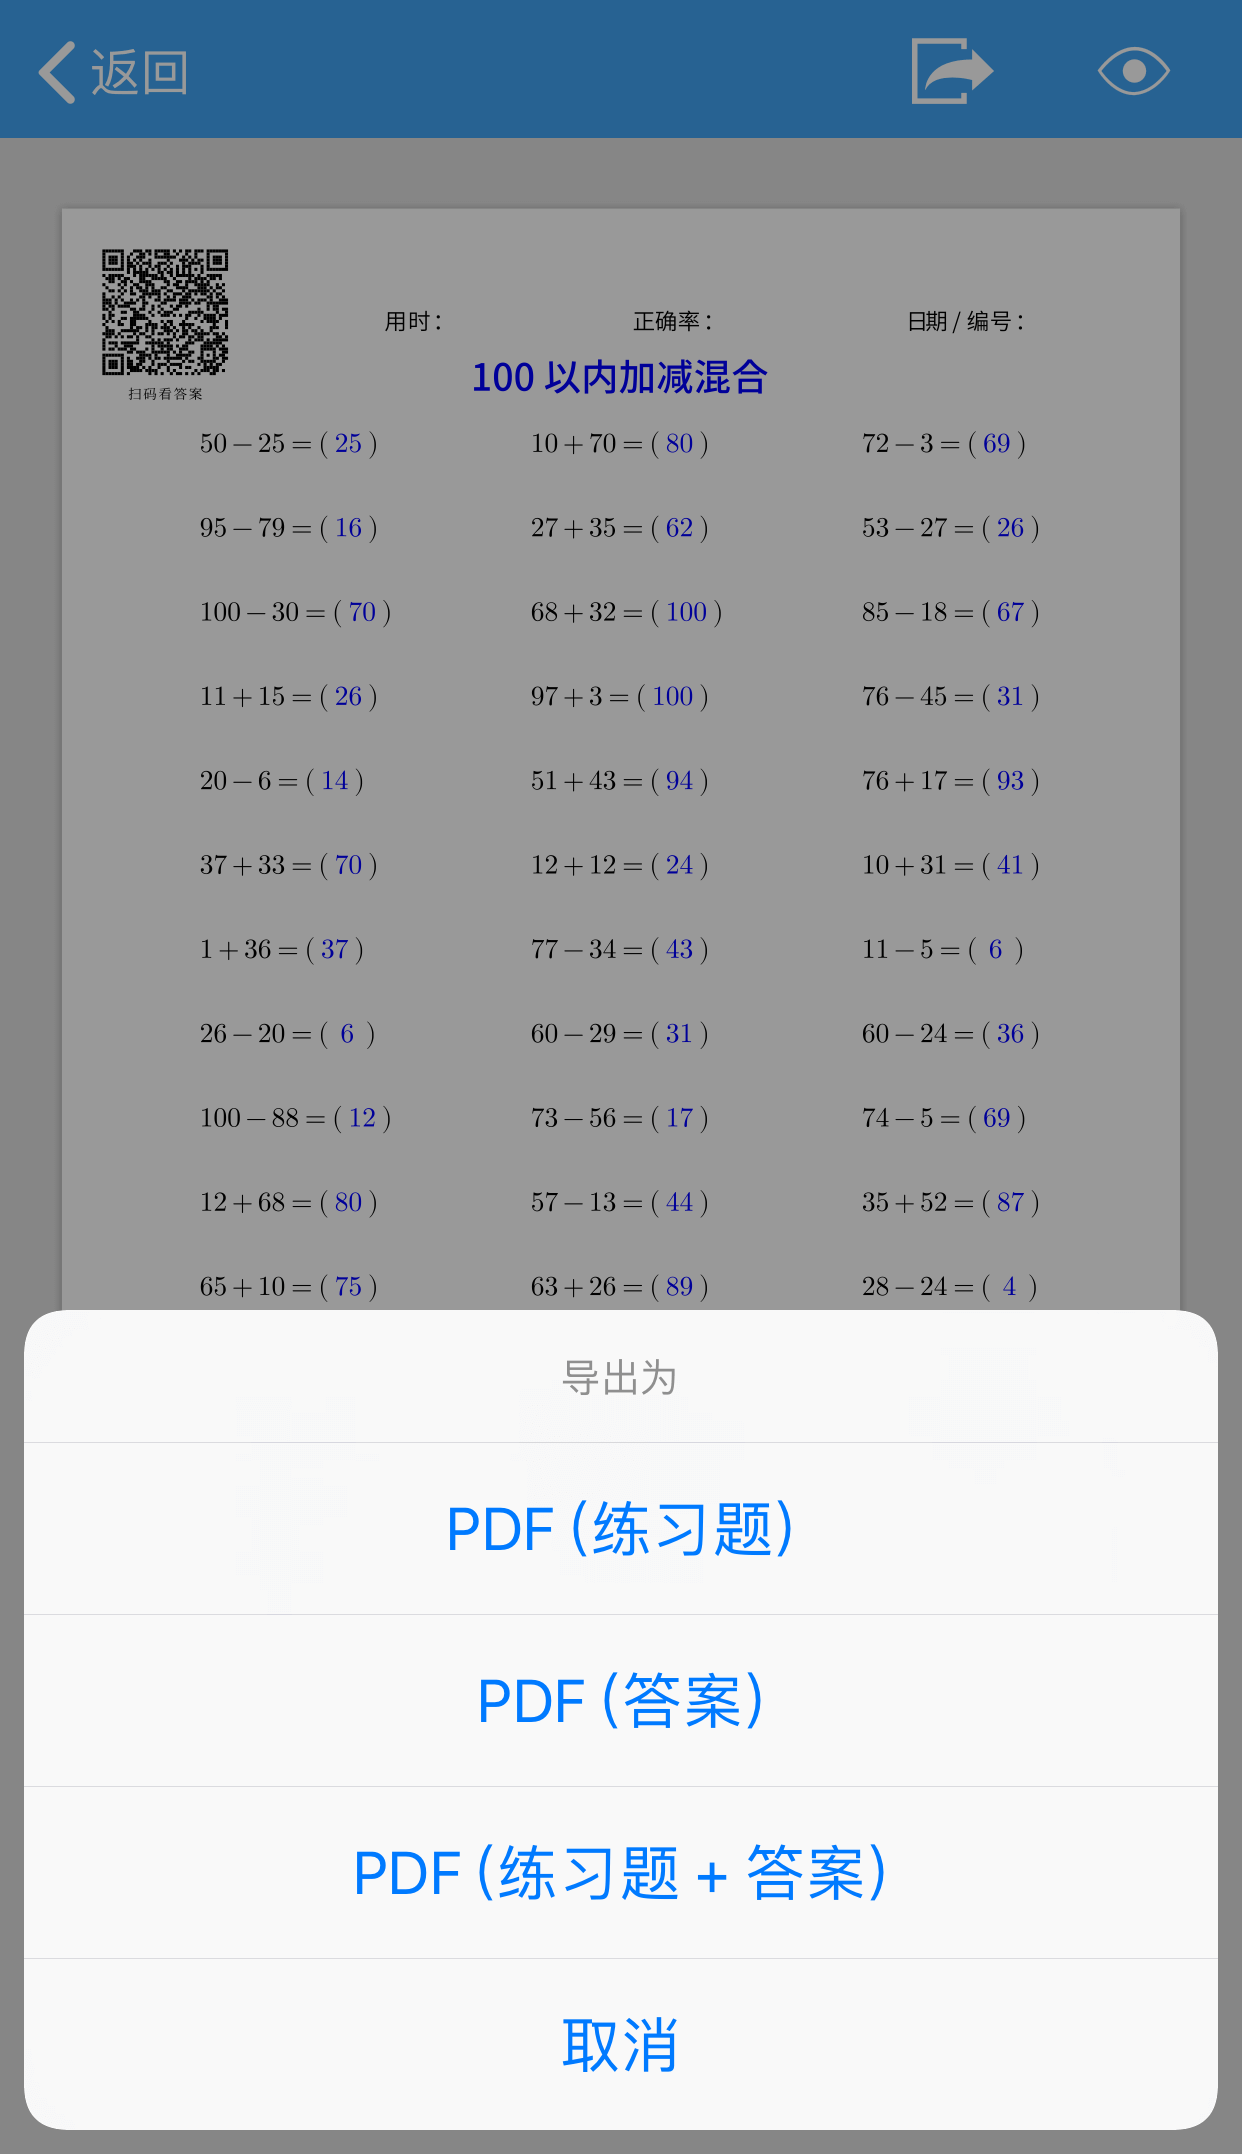 返回
用时：　正确率：　日期 / 编号：
扫码看答案
100 以内加减混合
50 − 25 = ( 25 )　10 + 70 = ( 80 )　72 − 3 = ( 69 )
95 − 79 = ( 16 )　27 + 35 = ( 62 )　53 − 27 = ( 26 )
100 − 30 = ( 70 )　68 + 32 = ( 100 )　85 − 18 = ( 67 )
11 + 15 = ( 26 )　97 + 3 = ( 100 )　76 − 45 = ( 31 )
20 − 6 = ( 14 )　51 + 43 = ( 94 )　76 + 17 = ( 93 )
37 + 33 = ( 70 )　12 + 12 = ( 24 )　10 + 31 = ( 41 )
1 + 36 = ( 37 )　77 − 34 = ( 43 )　11 − 5 = ( 6 )
26 − 20 = ( 6 )　60 − 29 = ( 31 )　60 − 24 = ( 36 )
100 − 88 = ( 12 )　73 − 56 = ( 17 )　74 − 5 = ( 69 )
12 + 68 = ( 80 )　57 − 13 = ( 44 )　35 + 52 = ( 87 )
65 + 10 = ( 75 )　63 + 26 = ( 89 )　28 − 24 = ( 4 )
导出为
PDF (练习题)
PDF (答案)
PDF (练习题 + 答案)
取消